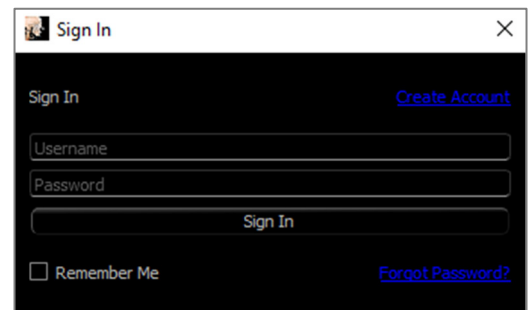 Sign In
Sign In Create Account
Username
Password
Sign In
Remember Me Forgot Password?